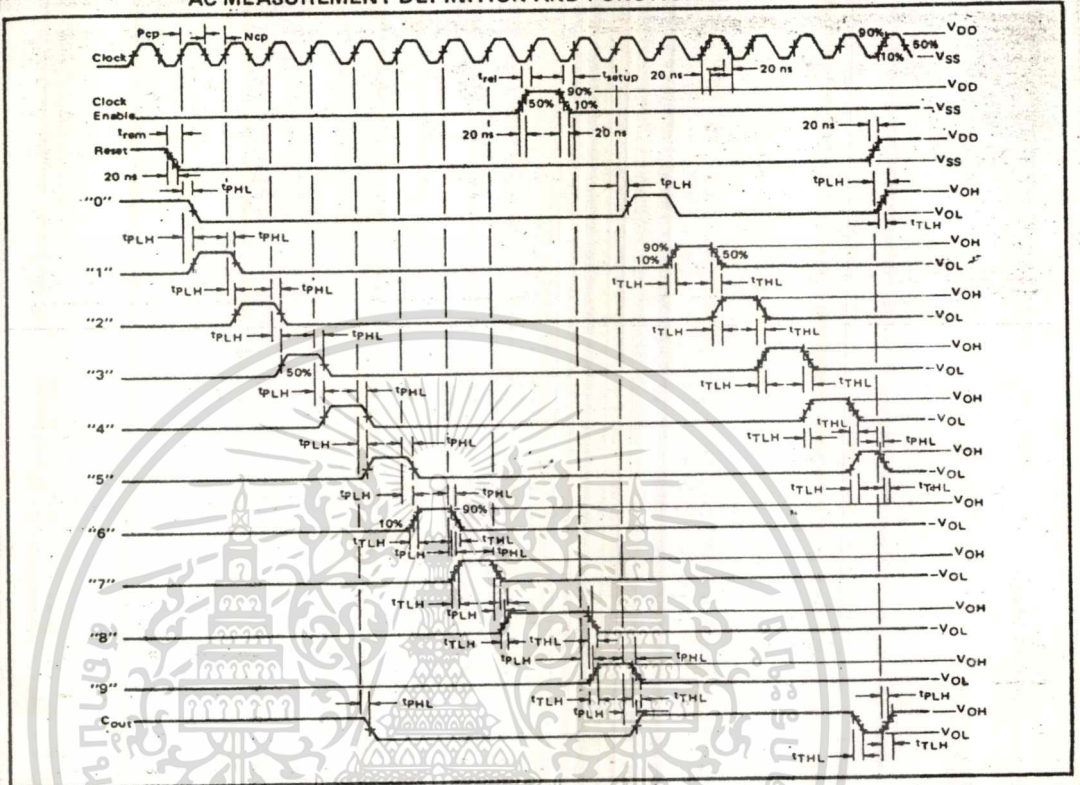 AC MEASUREMENT DEFINITION AND FUNCTION
Pcp Ncp 90% VDD
50%
Clock 10% VSS
trel tsetup 20 ns 20 ns
VDD
Clock 90%
Enable 50% 10% VSS
trem 20 ns 20 ns 20 ns VDD
Reset VSS
20 ns tPHL tPLH tPLH VOH
"0" VOL
tTLH
tPLH tPHL 90% VOH
"1" 10% 50% VOL
tPLH tPHL tTLH tTHL VOH
"2" VOL
tPLH tPHL tTLH tTHL VOH
"3" 50% VOL
tPLH tPHL tTLH tTHL VOH
"4" VOL
tPLH tPHL tTLH tTHL tPHL VOH
"5" VOL
tPLH tPHL tTLH tTHL VOH
90%
"6" 10% VOL
tTLH tTHL VOH
tPLH tPHL
"7" VOL
tTLH tPLH VOH
"8" VOL
tTLH tTHL
tPLH tPHL VOH
"9" VOL
tPHL tTLH tTHL tPLH
tPLH VOH
Cout VOL
tTHL tTLH